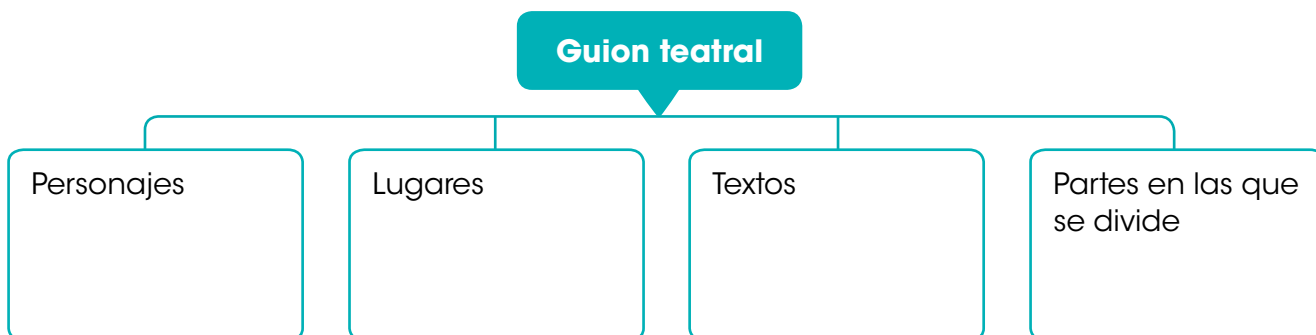 Guion teatral
Personajes
Lugares
Textos
Partes en las que
se divide